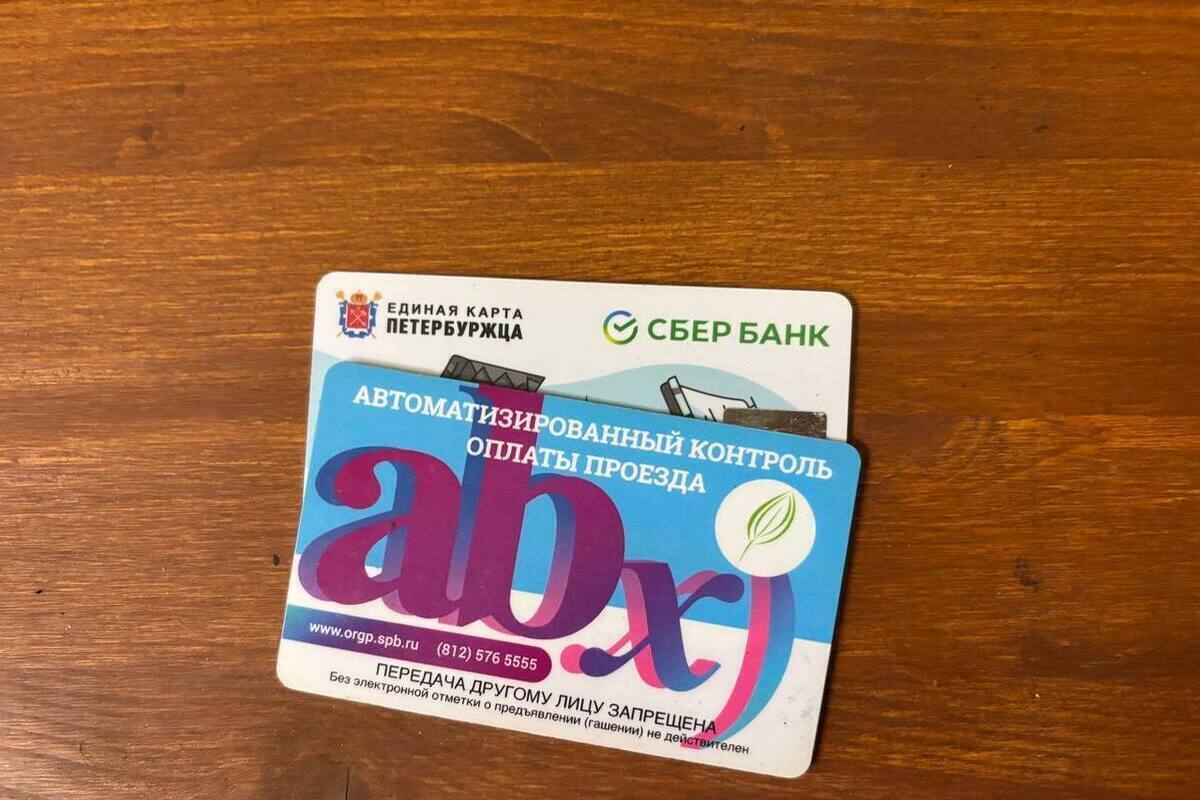 ЕДИНАЯ КАРТА
ПЕТЕРБУРЖЦА
СБЕР БАНК
АВТОМАТИЗИРОВАННЫЙ КОНТРОЛЬ
ОПЛАТЫ ПРОЕЗДА
abx)
www.orgp.spb.ru (812) 576 5555
ПЕРЕДАЧА ДРУГОМУ ЛИЦУ ЗАПРЕЩЕНА
Без электронной отметки о предъявлении (гашении) не действителен